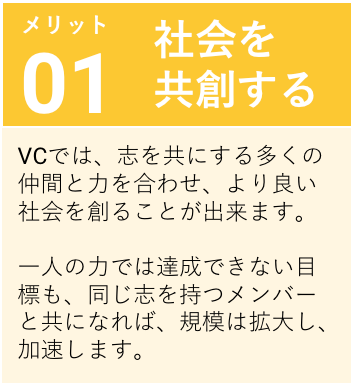 メリット
01
社会を
共創する
VCでは、志を共にする多くの
仲間と力を合わせ、より良い
社会を創ることが出来ます。
一人の力では達成できない目
標も、同じ志を持つメンバー
と共になれば、規模は拡大し、
加速します。